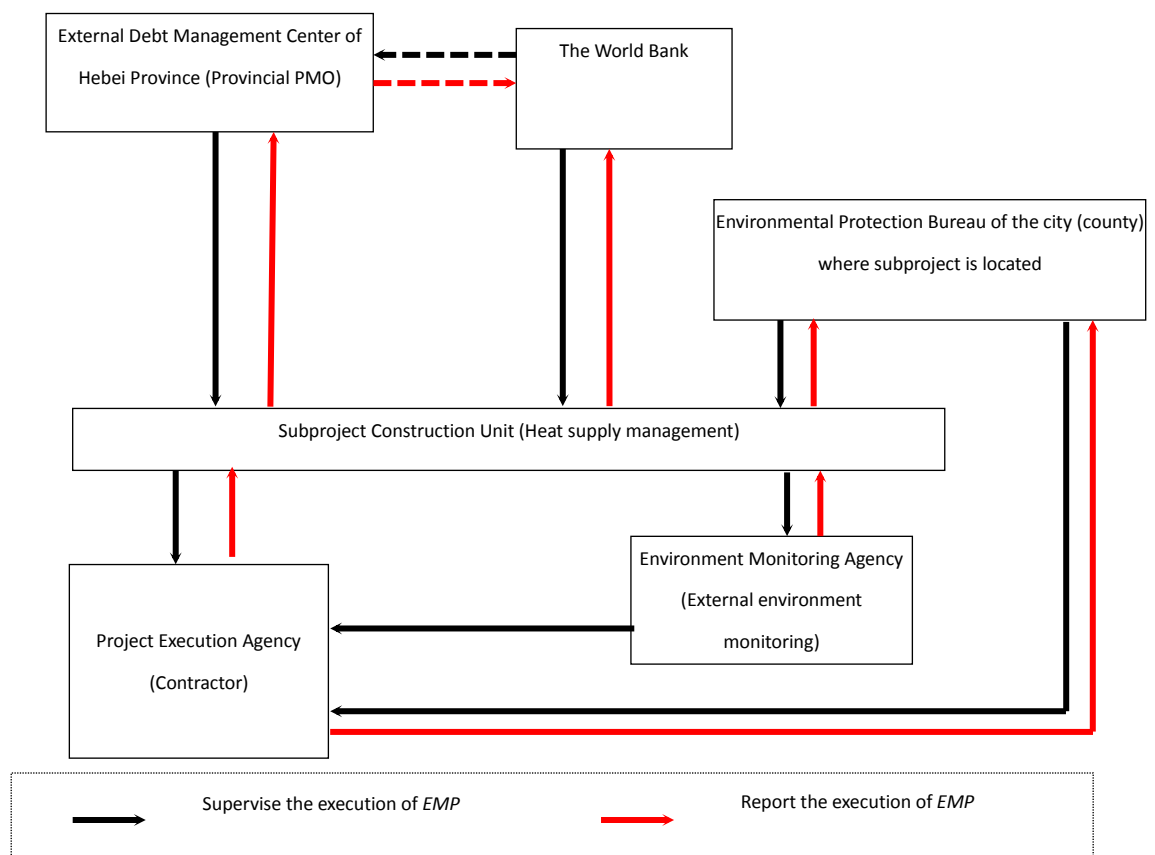 External Debt Management Center of
Hebei Province (Provincial PMO)
The World Bank
Environmental Protection Bureau of the city (county)
where subproject is located
Subproject Construction Unit (Heat supply management)
Environment Monitoring Agency
(External environment
monitoring)
Project Execution Agency
(Contractor)
Supervise the execution of EMP
Report the execution of EMP